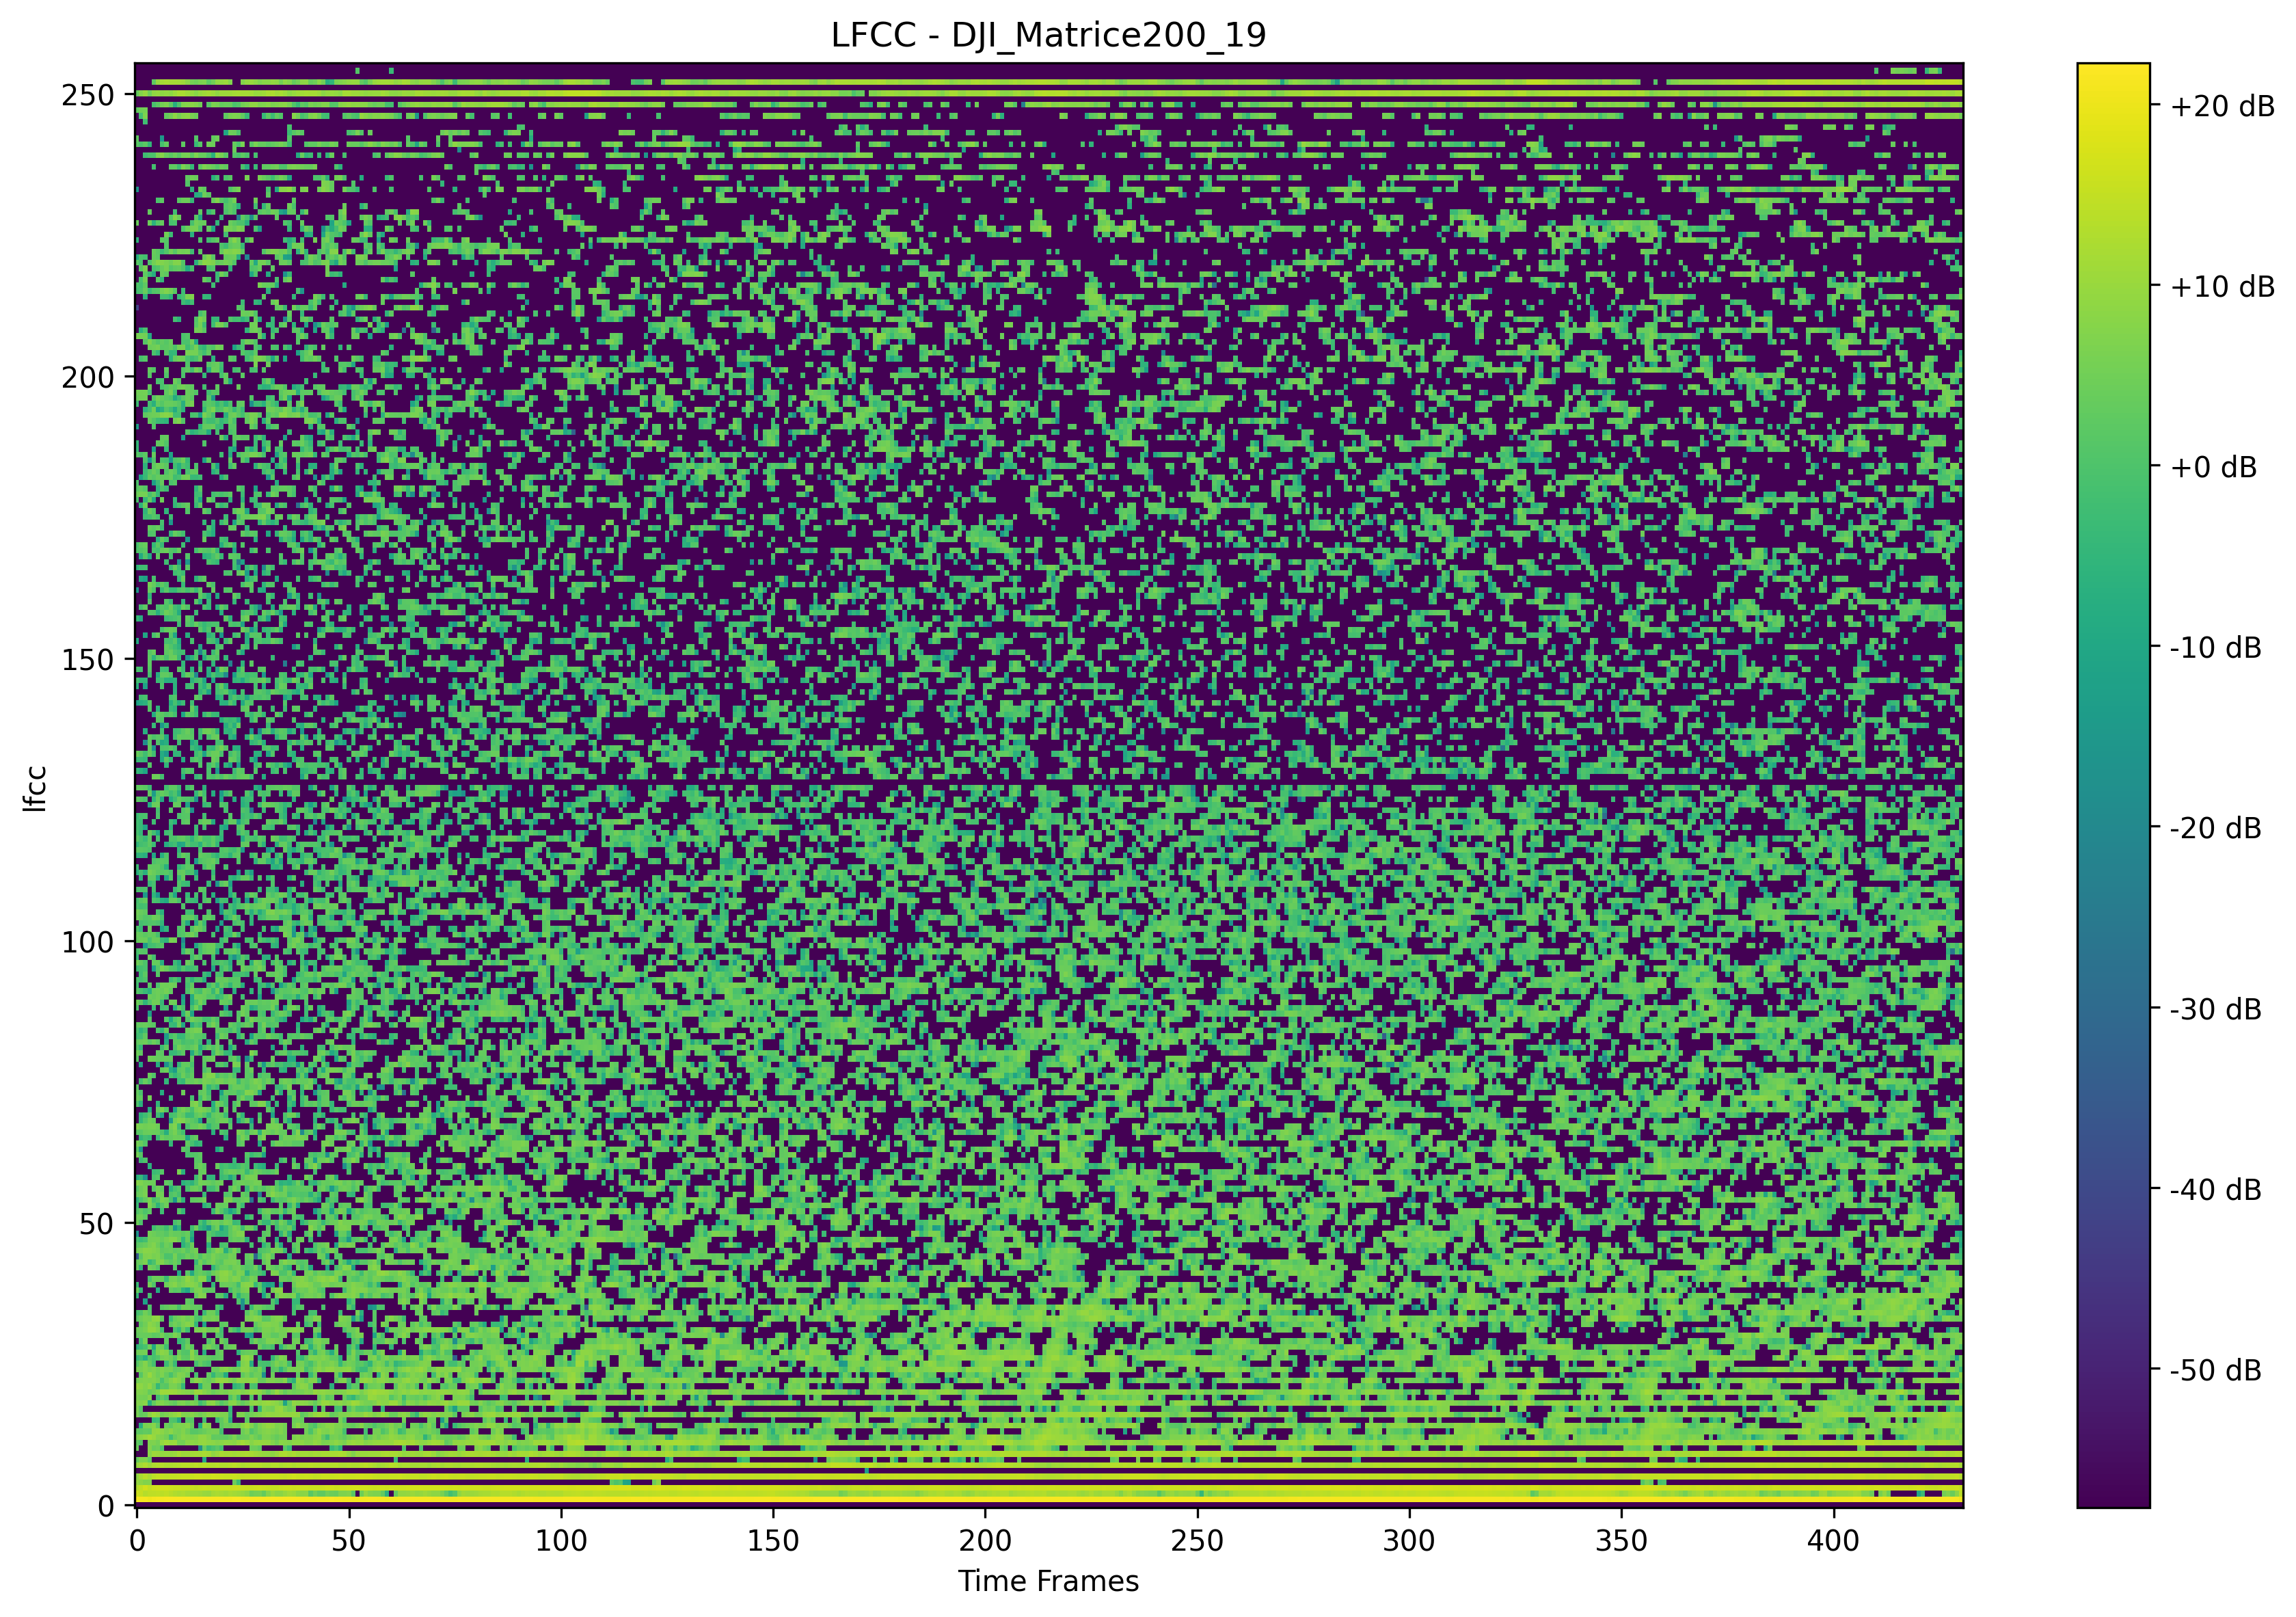 LFCC - DJI_Matrice200_19
250
200
150
100
50
0
lfcc
0 50 100 150 200 250 300 350 400
Time Frames
+20 dB
+10 dB
+0 dB
-10 dB
-20 dB
-30 dB
-40 dB
-50 dB